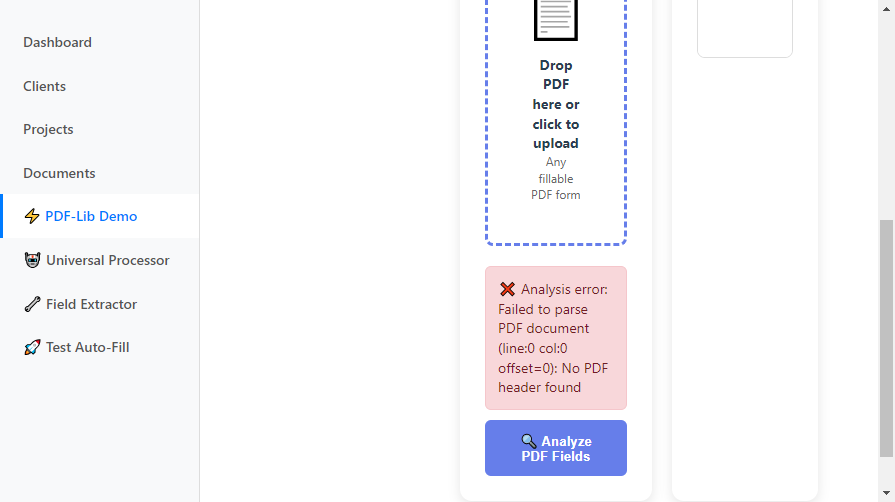 Dashboard
Clients
Projects
Documents
⚡ PDF-Lib Demo
🤖 Universal Processor
🦴 Field Extractor
🚀 Test Auto-Fill
Drop
PDF
here or
click to
upload
Any
fillable
PDF form
❌ Analysis error:
Failed to parse
PDF document
(line:0 col:0
offset=0): No PDF
header found
🔍 Analyze
PDF Fields